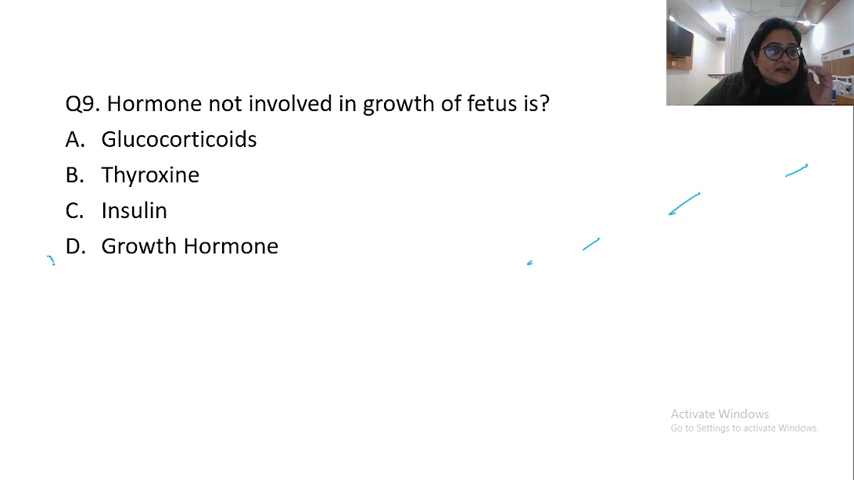 Q9. Hormone not involved in growth of fetus is?
A. Glucocorticoids
B. Thyroxine
C. Insulin
D. Growth Hormone
Activate Windows
Go to Settings to activate Windows.